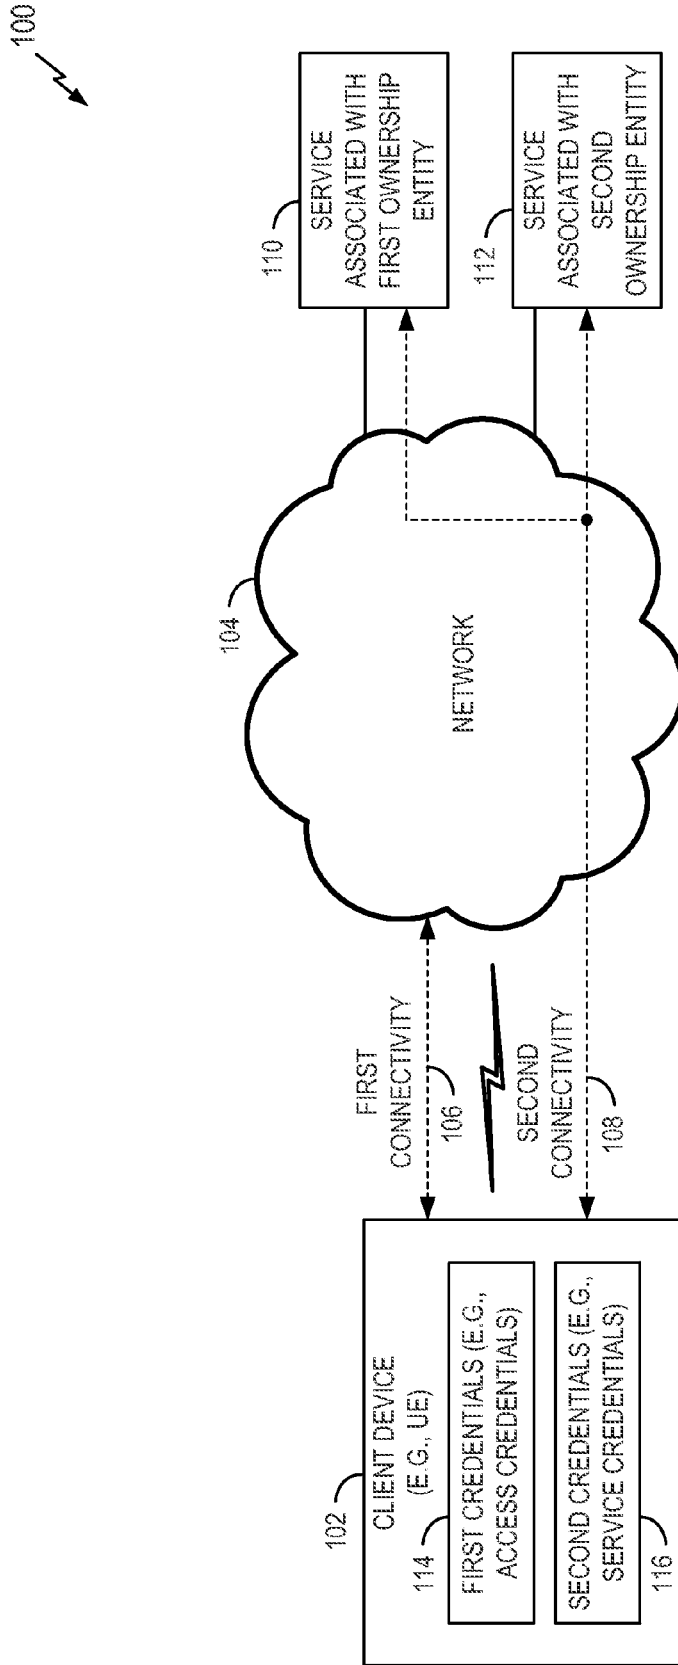 100
CLIENT DEVICE
(E.G., UE)
102
114
FIRST CREDENTIALS (E.G.,
ACCESS CREDENTIALS)
SECOND CREDENTIALS (E.G.,
SERVICE CREDENTIALS)
116
FIRST
CONNECTIVITY
106
SECOND
CONNECTIVITY
108
104
NETWORK
110
SERVICE
ASSOCIATED WITH
FIRST OWNERSHIP
ENTITY
112
SERVICE
ASSOCIATED WITH
SECOND
OWNERSHIP ENTITY